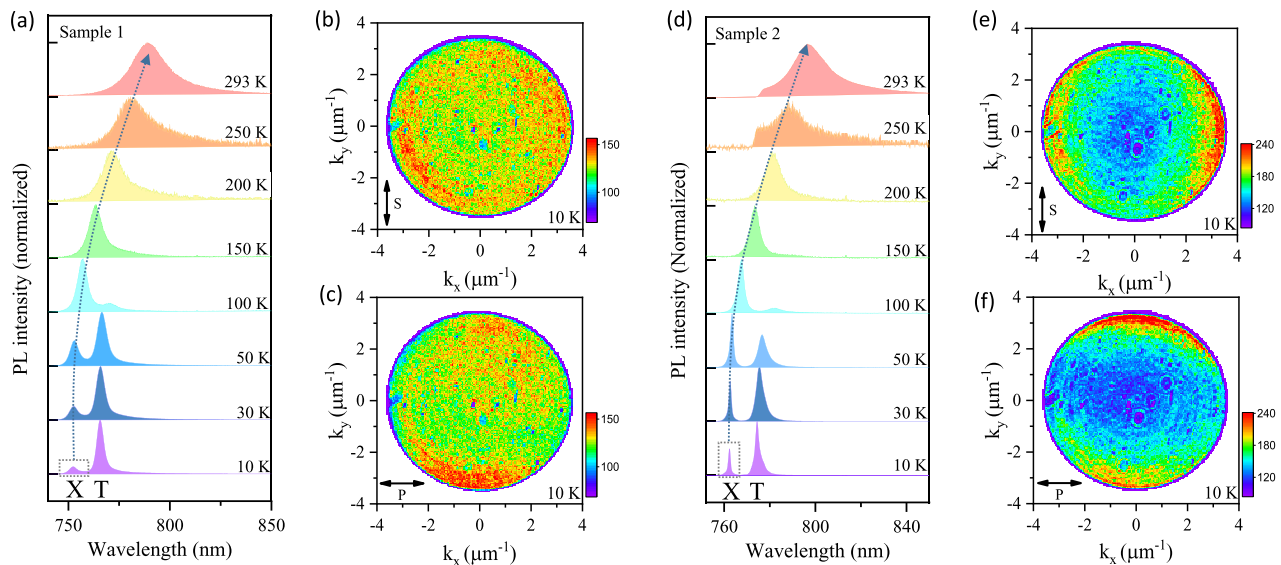 (a)
Sample 1
293 K
250 K
200 K
150 K
100 K
50 K
30 K
10 K
X T
750 800 850
Wavelength (nm)
PL intensity (normalized)
(b)
4
2
0
-2
-4
k_y (μm⁻¹)
S
10 K
150
100
-4 -2 0 2 4
k_x (μm⁻¹)
(c)
4
2
0
-2
-4
k_y (μm⁻¹)
P
10 K
150
100
-4 -2 0 2 4
k_x (μm⁻¹)
(d)
Sample 2
293 K
250 K
200 K
150 K
100 K
50 K
30 K
10 K
X T
760 800 840
Wavelength (nm)
PL intensity (Normalized)
(e)
4
2
0
-2
-4
k_y (μm⁻¹)
S
10 K
240
180
120
-4 -2 0 2 4
k_x (μm⁻¹)
(f)
4
2
0
-2
-4
k_y (μm⁻¹)
P
10 K
240
180
120
-4 -2 0 2 4
k_x (μm⁻¹)